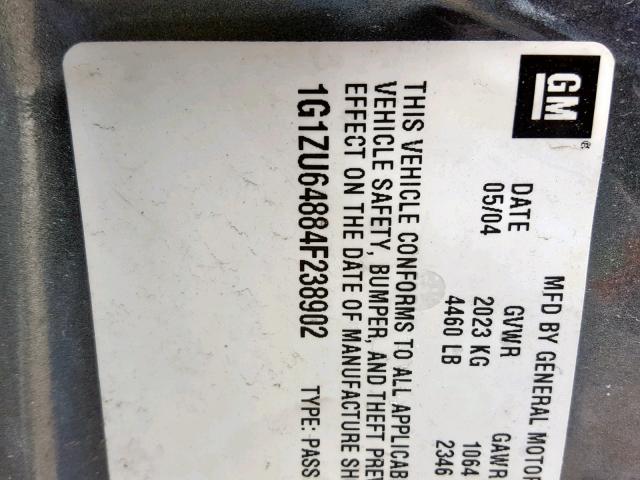 GM
MFD BY GENERAL MOTOR
DATE GVWR GAWR
05/04 2023 KG 1064
4460 LB 2346
THIS VEHICLE CONFORMS TO ALL APPLICAB
VEHICLE SAFETY, BUMPER, AND THEFT PREV
EFFECT ON THE DATE OF MANUFACTURE SH
1G1ZU64884F238902 TYPE: PASS